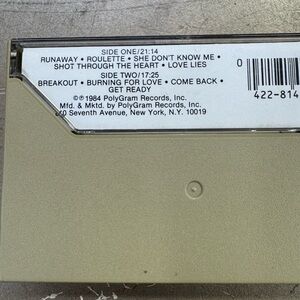 SIDE ONE/21:14
RUNAWAY • ROULETTE • SHE DON'T KNOW ME •
SHOT THROUGH THE HEART • LOVE LIES
SIDE TWO/17:25
BREAKOUT • BURNING FOR LOVE • COME BACK •
GET READY
©℗ 1984 PolyGram Records, Inc.
Mfd. & Mktd. by PolyGram Records, Inc.
Seventh Avenue, New York, N.Y. 10019
0
422-814